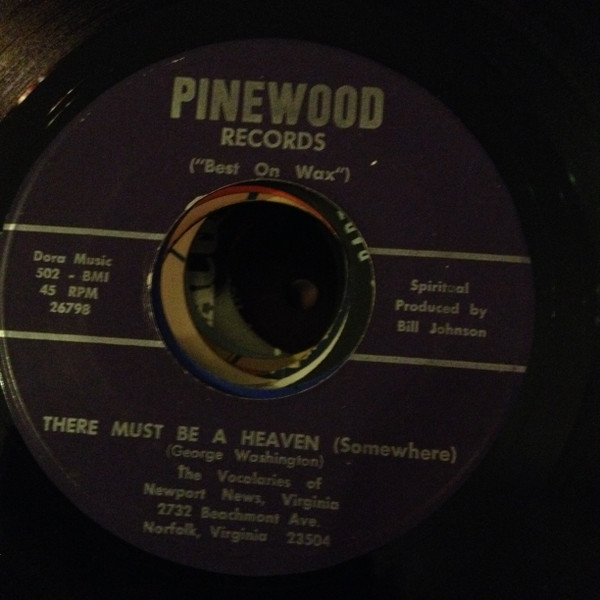 PINEWOOD
RECORDS
("Best On Wax")
Dora Music
502 - BMI
45 RPM
26798
Spiritual
Produced by
Bill Johnson
THERE MUST BE A HEAVEN (Somewhere)
(George Washington)
The Vocalaries of
Newport News, Virginia
2732 Beachmont Ave.
Norfolk, Virginia 23504